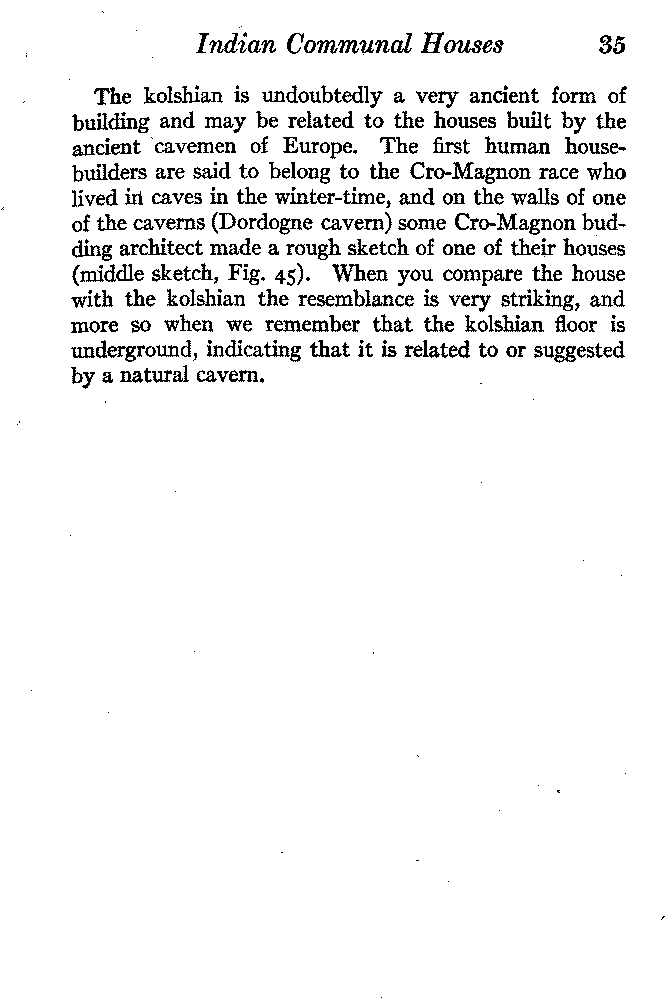 Indian Communal Houses 35
The kolshian is undoubtedly a very ancient form of
building and may be related to the houses built by the
ancient cavemen of Europe. The first human house-
builders are said to belong to the Cro-Magnon race who
lived in caves in the winter-time, and on the walls of one
of the caverns (Dordogne cavern) some Cro-Magnon bud-
ding architect made a rough sketch of one of their houses
(middle sketch, Fig. 45). When you compare the house
with the kolshian the resemblance is very striking, and
more so when we remember that the kolshian floor is
underground, indicating that it is related to or suggested
by a natural cavern.